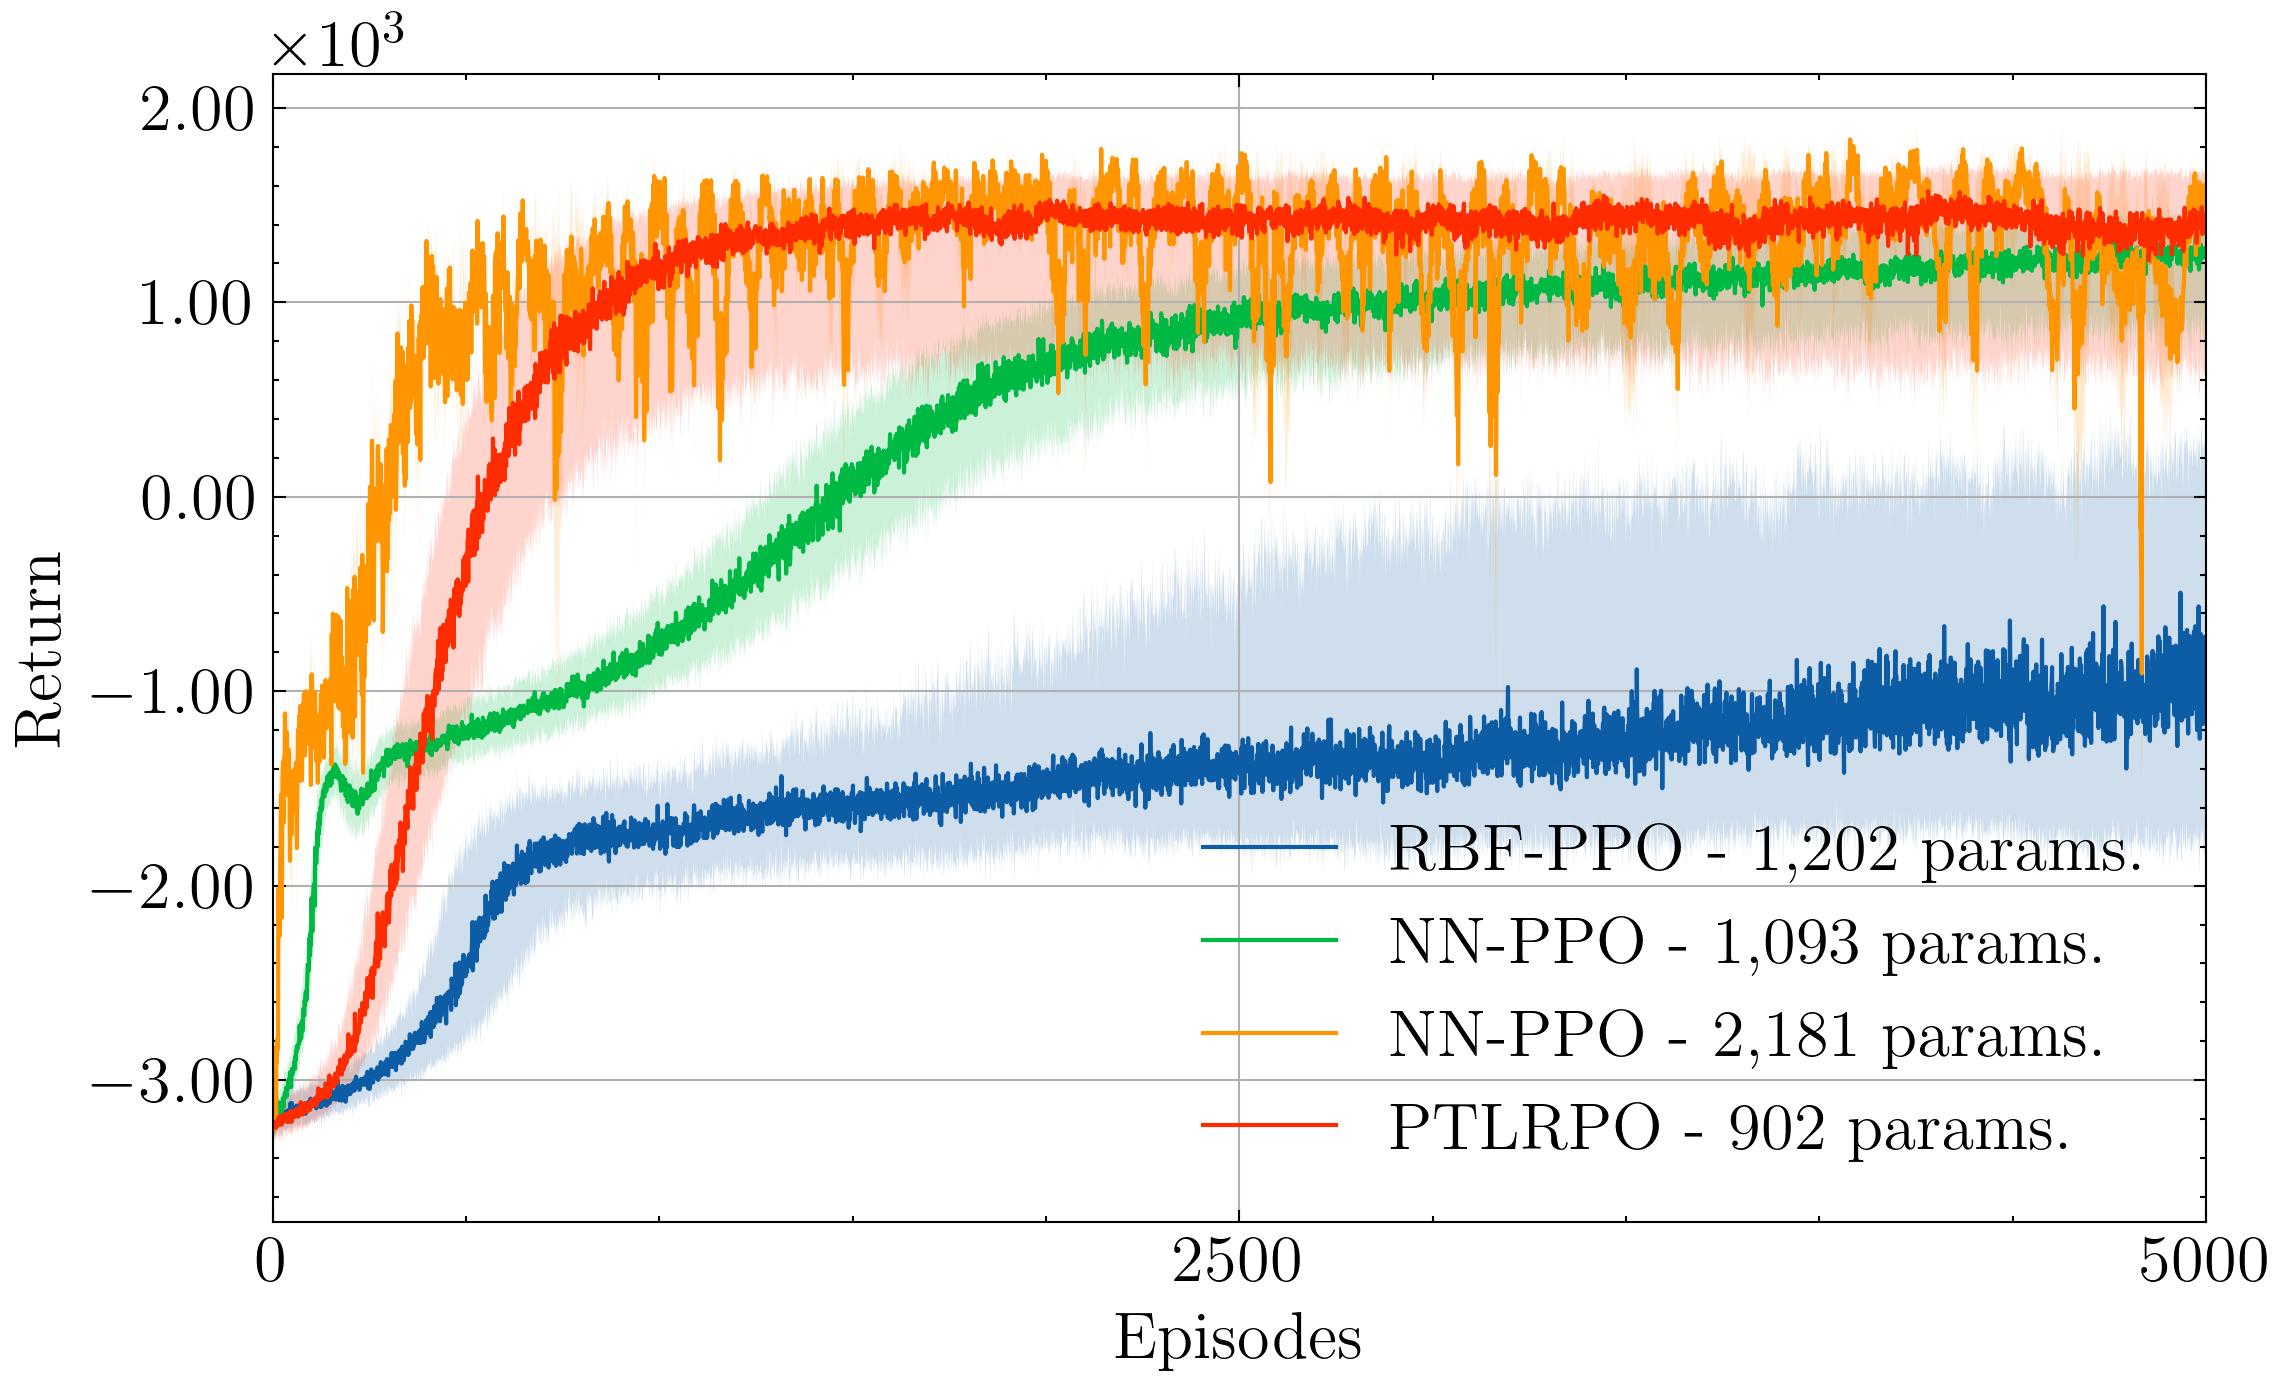 ×10³
2.00
1.00
0.00
−1.00
−2.00
−3.00
Return
RBF-PPO - 1,202 params.
NN-PPO - 1,093 params.
NN-PPO - 2,181 params.
PTLRPO - 902 params.
0 2500 5000
Episodes